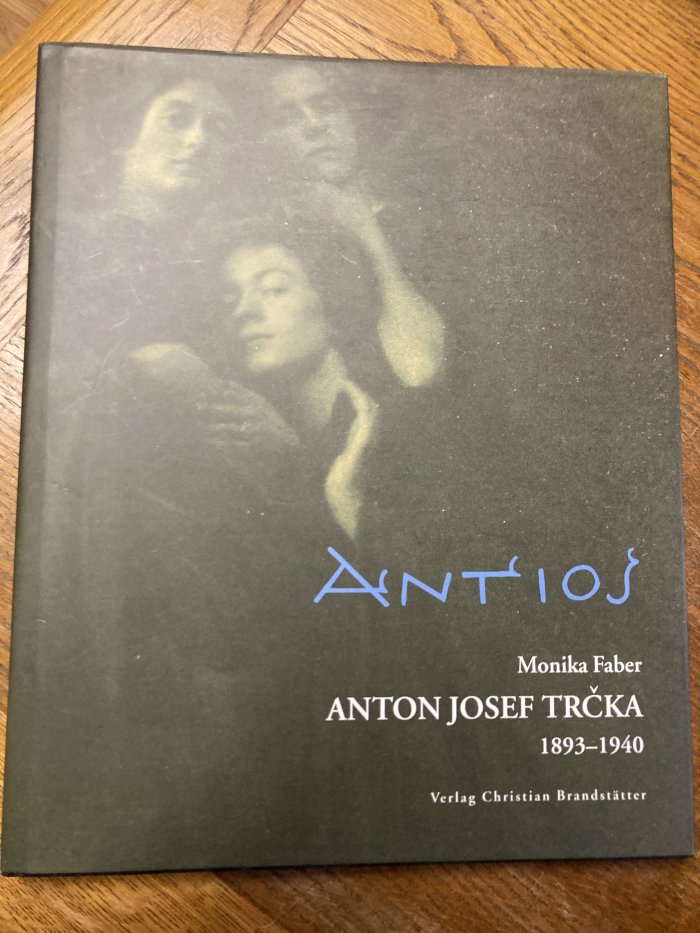 ANTIOS
Monika Faber
ANTON JOSEF TRČKA
1893–1940
Verlag Christian Brandstätter